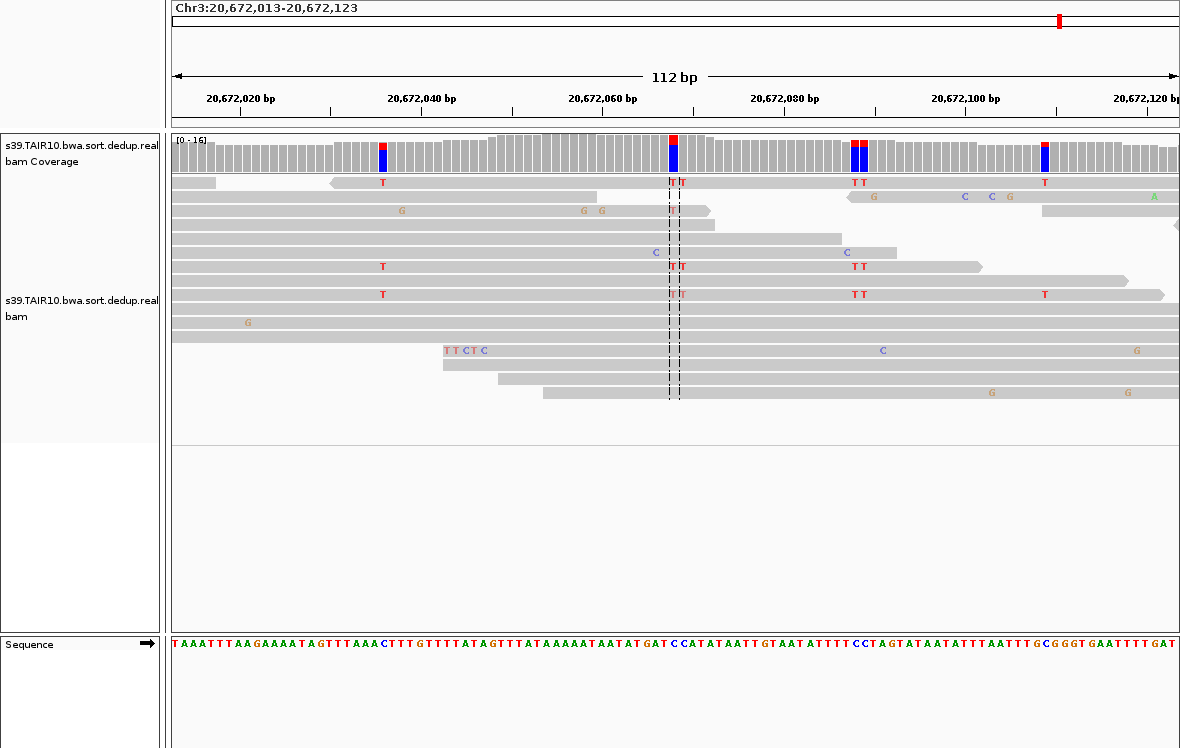 Chr3:20,672,013-20,672,123
112 bp
20,672,020 bp 20,672,040 bp 20,672,060 bp 20,672,080 bp 20,672,100 bp 20,672,120 bp
s39.TAIR10.bwa.sort.dedup.real
bam Coverage
[0 - 16]
T T T T T T
G C C G A
G G G T
C C
T T T T T
s39.TAIR10.bwa.sort.dedup.real
bam
T T T T T T
G
T T C T C C G
G G
Sequence
TAAATTTAAGAAAATAGTTTAAACTTTGTTTTATAGTTTATAAAAATAATATGATCCATATAATTGTAATATTTTCCTAGTATAATATTTAATTTGCGGGTGAATTTTGAT